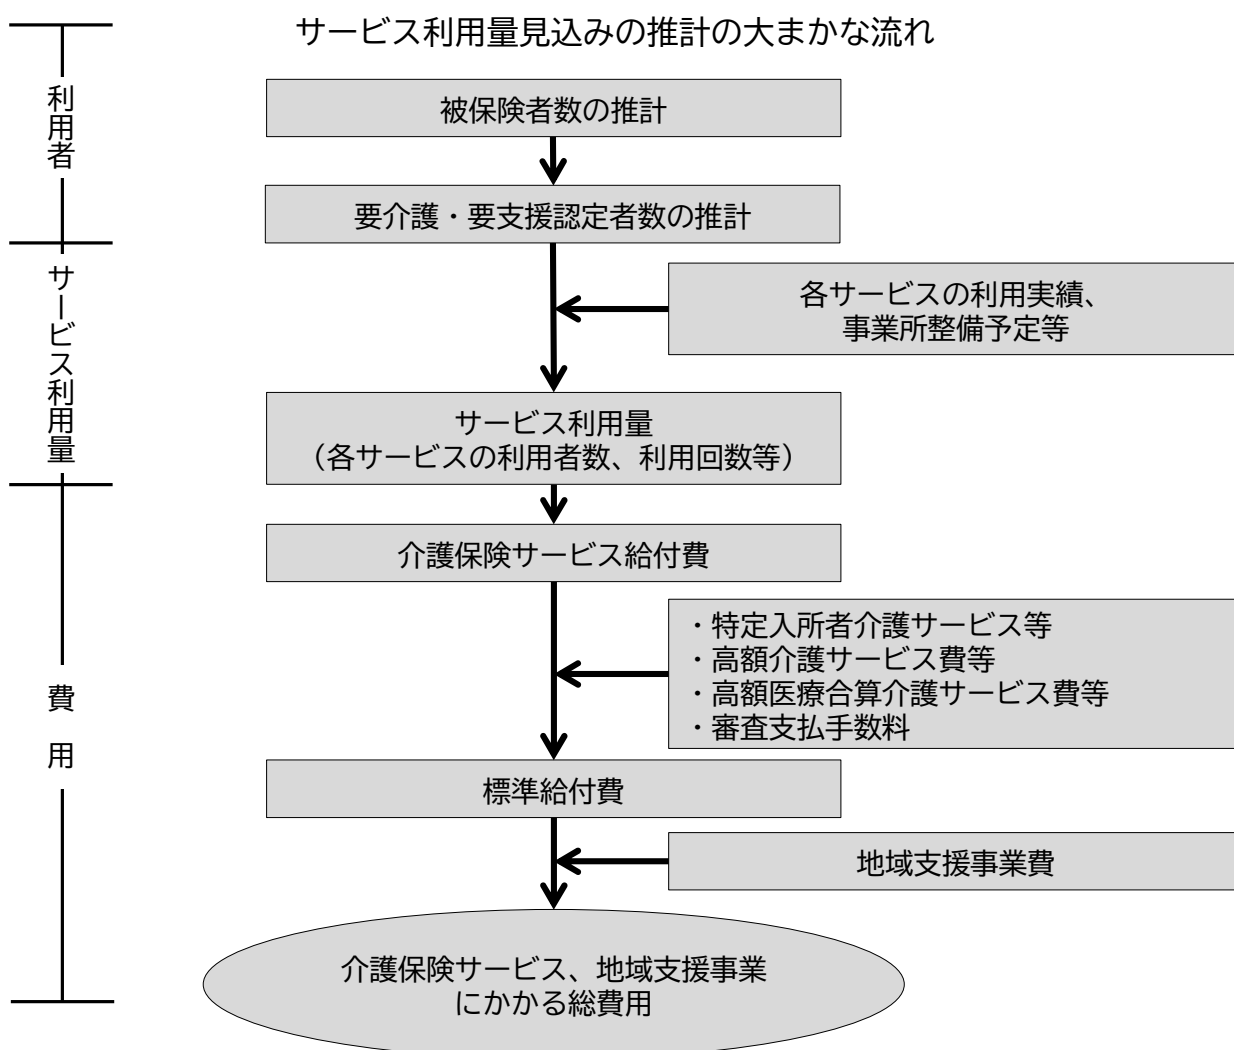 サービス利用量見込みの推計の大まかな流れ
利用者
被保険者数の推計
要介護・要支援認定者数の推計
サービス利用量
各サービスの利用実績、
事業所整備予定等
サービス利用量
（各サービスの利用者数、利用回数等）
費用
介護保険サービス給付費
・特定入所者介護サービス等
・高額介護サービス費等
・高額医療合算介護サービス費等
・審査支払手数料
標準給付費
地域支援事業費
介護保険サービス、地域支援事業
にかかる総費用